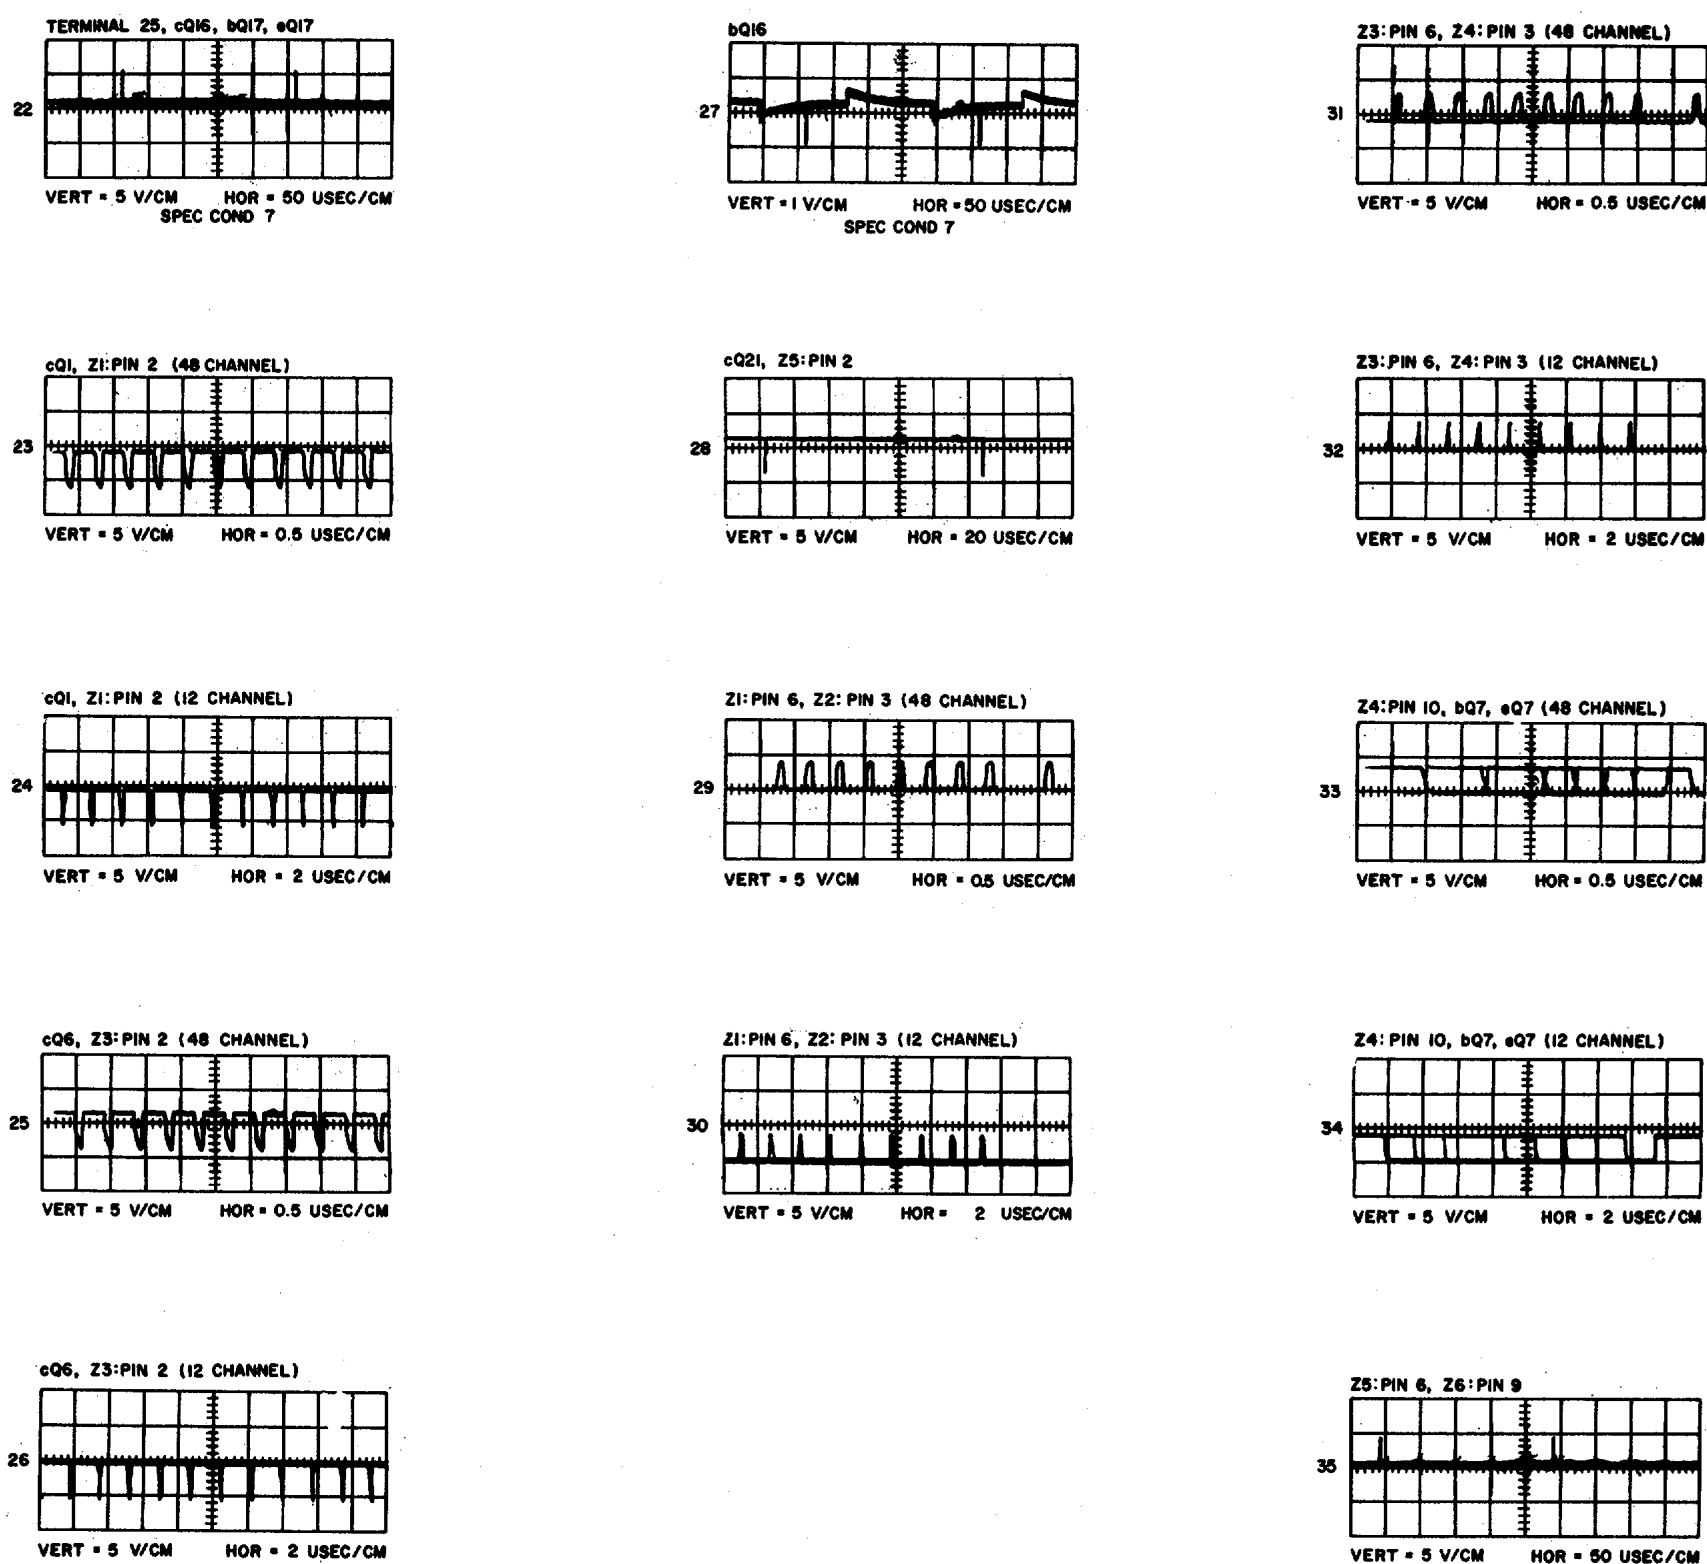 TERMINAL 25, cQ16, bQ17, eQ17
22
VERT = 5 V/CM HOR = 50 USEC/CM
SPEC COND 7
cQ1, Z1:PIN 2 (48 CHANNEL)
23
VERT = 5 V/CM HOR = 0.5 USEC/CM
cQ1, Z1:PIN 2 (12 CHANNEL)
24
VERT = 5 V/CM HOR = 2 USEC/CM
cQ6, Z3:PIN 2 (48 CHANNEL)
25
VERT = 5 V/CM HOR = 0.5 USEC/CM
cQ6, Z3:PIN 2 (12 CHANNEL)
26
VERT = 5 V/CM HOR = 2 USEC/CM
bQ16
27
VERT = 1 V/CM HOR = 50 USEC/CM
SPEC COND 7
cQ21, Z5:PIN 2
28
VERT = 5 V/CM HOR = 20 USEC/CM
Z1:PIN 6, Z2: PIN 3 (48 CHANNEL)
29
VERT = 5 V/CM HOR = 0.5 USEC/CM
Z1:PIN 6, Z2: PIN 3 (12 CHANNEL)
30
VERT = 5 V/CM HOR = 2 USEC/CM
Z3:PIN 6, Z4:PIN 3 (48 CHANNEL)
31
VERT = 5 V/CM HOR = 0.5 USEC/CM
Z3:PIN 6, Z4:PIN 3 (12 CHANNEL)
32
VERT = 5 V/CM HOR = 2 USEC/CM
Z4:PIN 10, bQ7, eQ7 (48 CHANNEL)
33
VERT = 5 V/CM HOR = 0.5 USEC/CM
Z4: PIN 10, bQ7, eQ7 (12 CHANNEL)
34
VERT = 5 V/CM HOR = 2 USEC/CM
Z5:PIN 6, Z6:PIN 9
35
VERT = 5 V/CM HOR = 50 USEC/CM